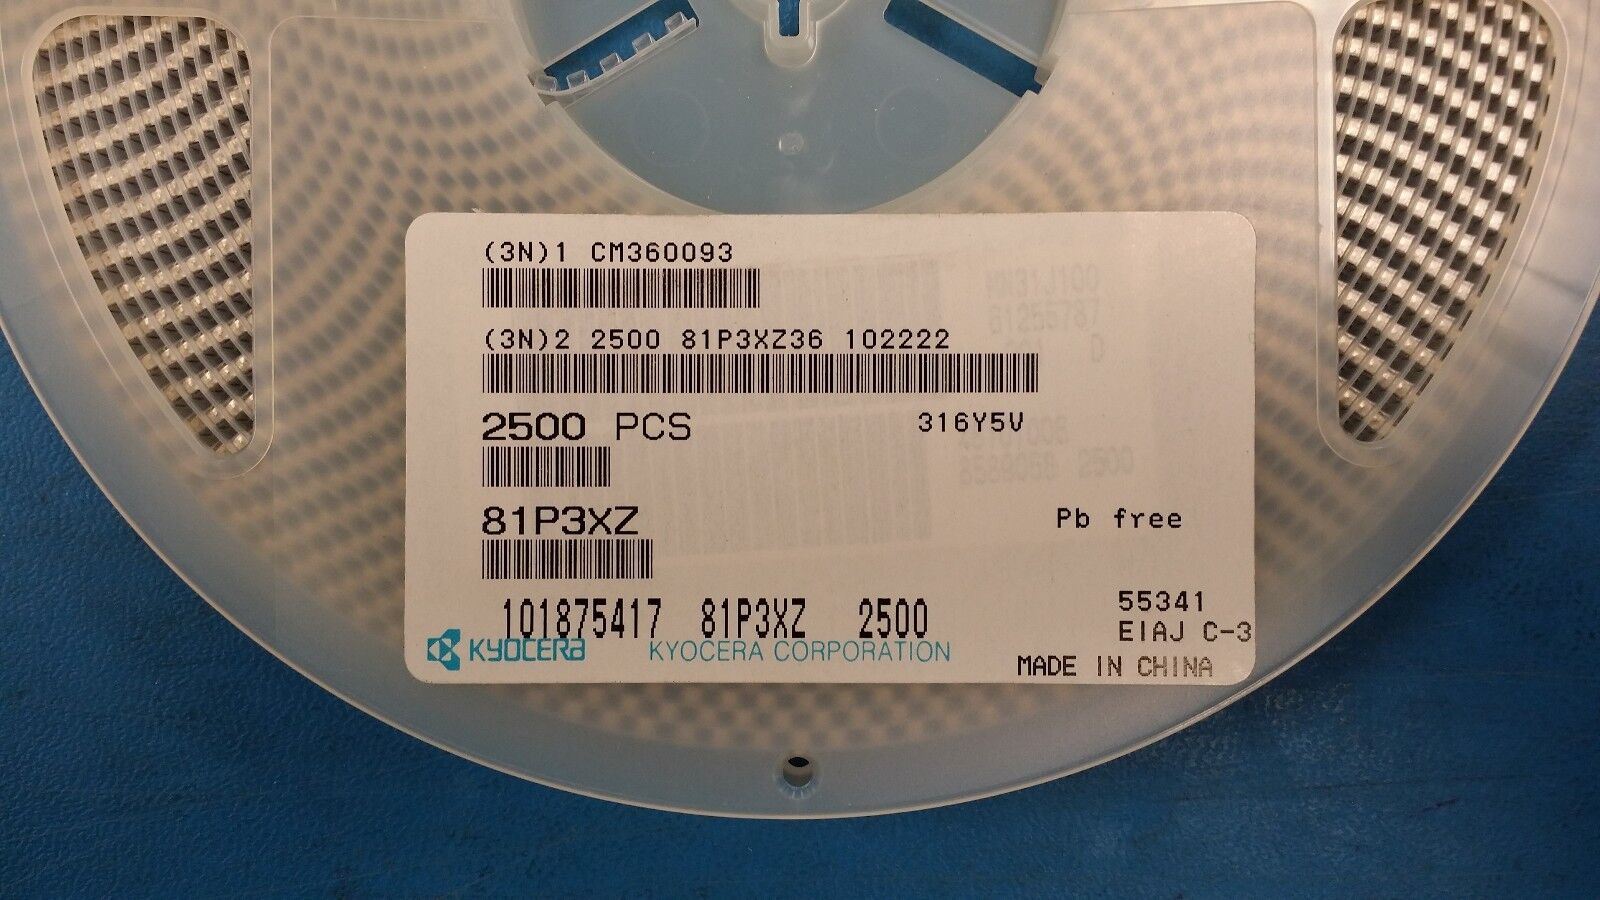 (3N)1 CM360093
(3N)2 2500 81P3XZ36 102222
2500 PCS 316Y5V
81P3XZ
Pb free
101875417 81P3XZ 2500
55341
EIAJ C-3
KYOCERA KYOCERA CORPORATION
MADE IN CHINA